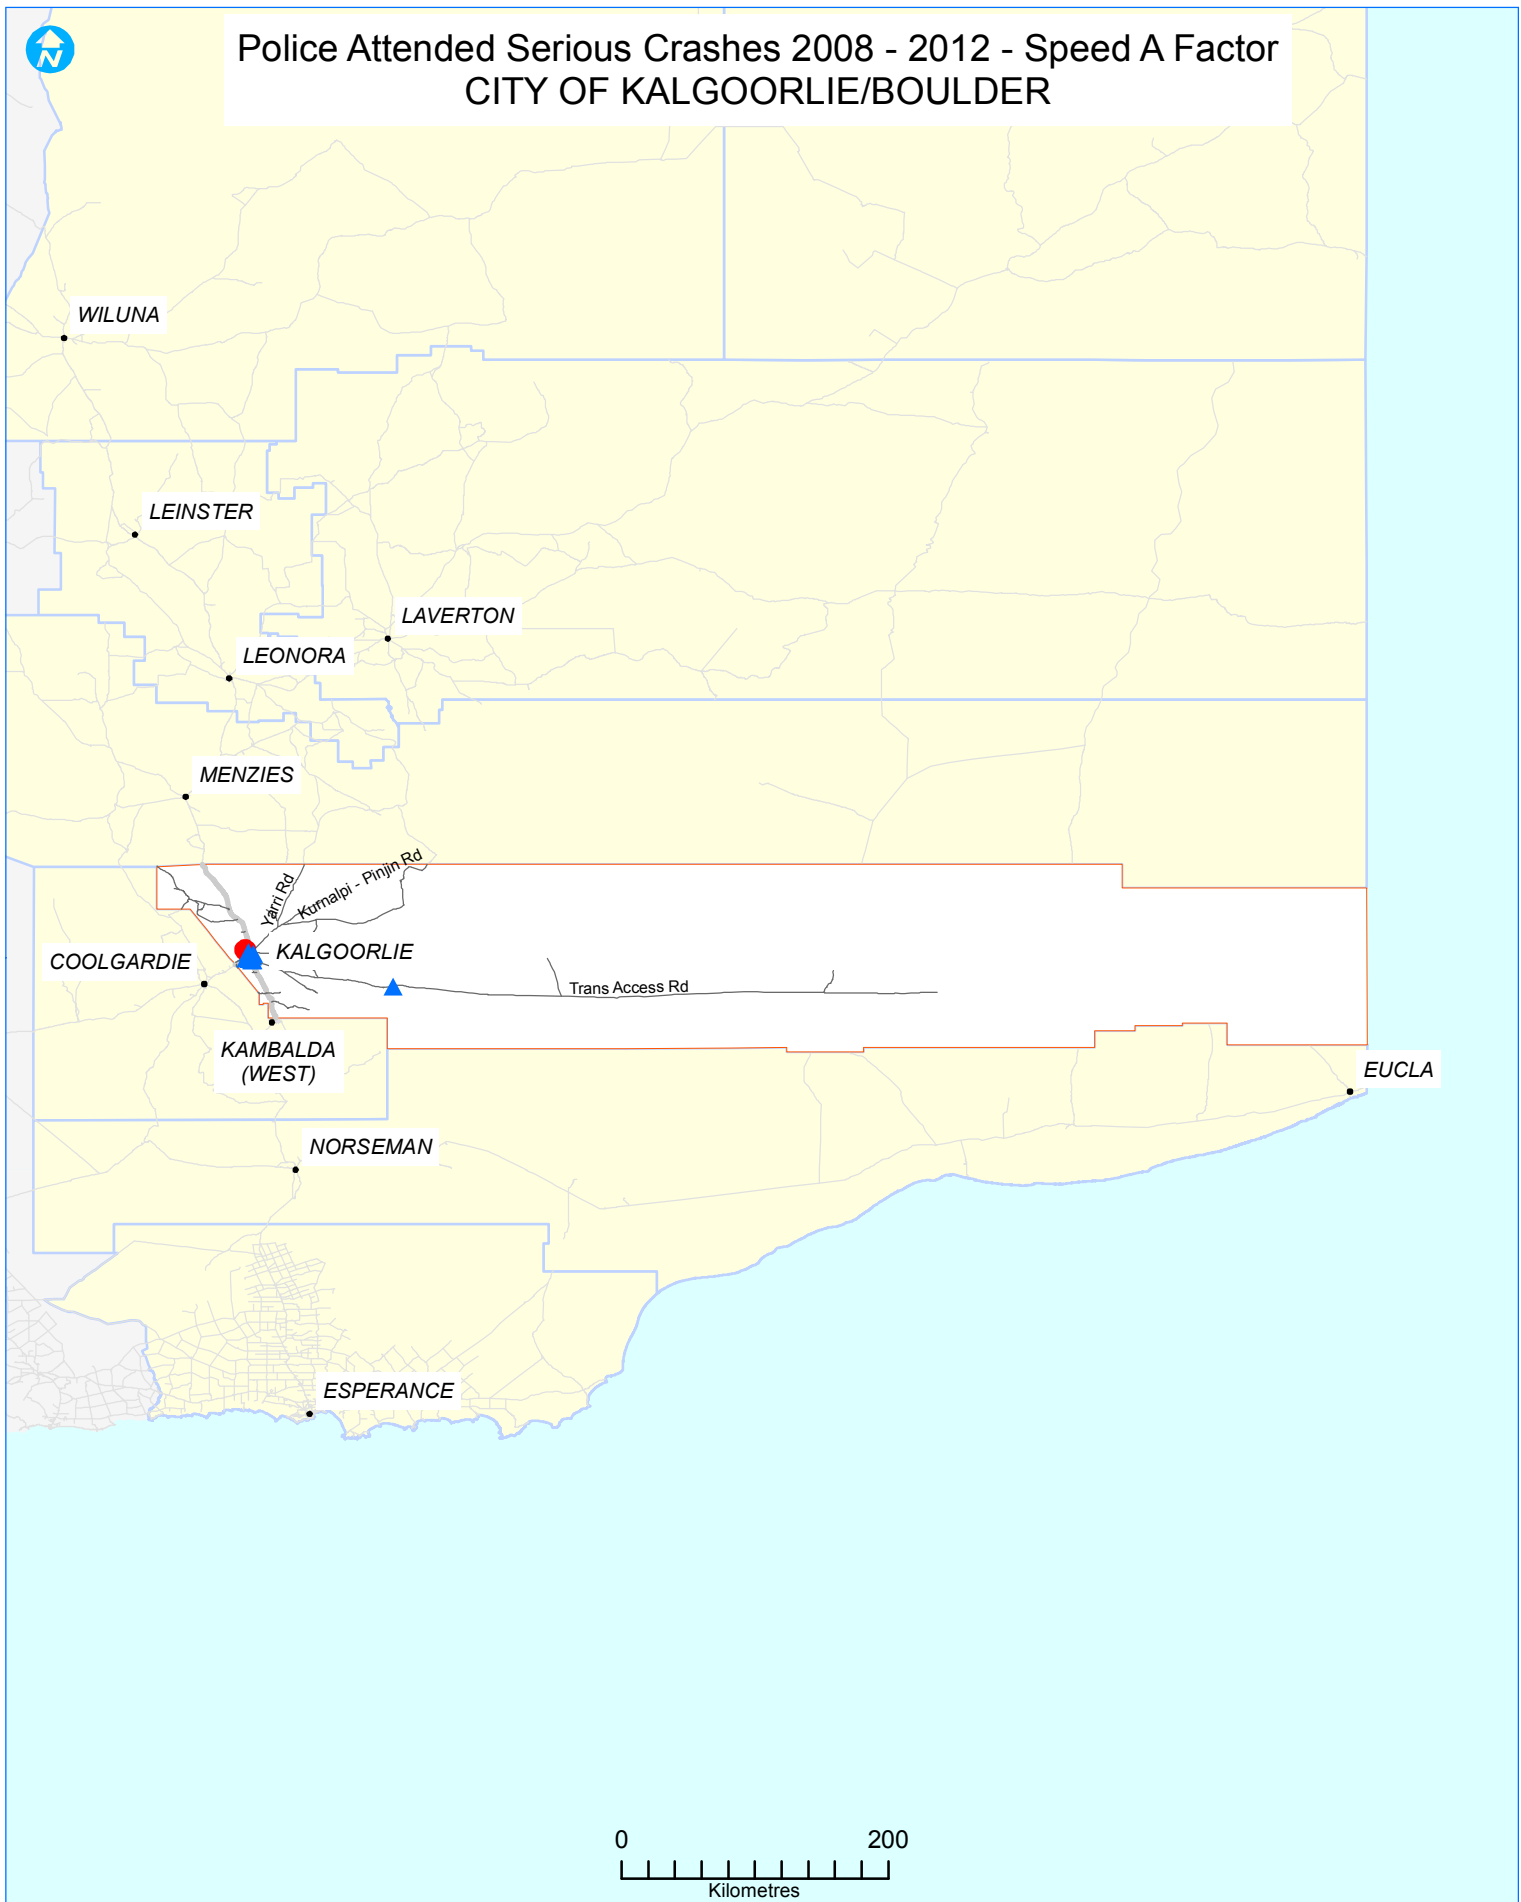 N
Police Attended Serious Crashes 2008 - 2012 - Speed A Factor
CITY OF KALGOORLIE/BOULDER
WILUNA
LEINSTER
LAVERTON
LEONORA
MENZIES
Yarri Rd
Kurnalpi - Pinjin Rd
KALGOORLIE
COOLGARDIE
Trans Access Rd
KAMBALDA
(WEST)
EUCLA
NORSEMAN
ESPERANCE
0 200
Kilometres